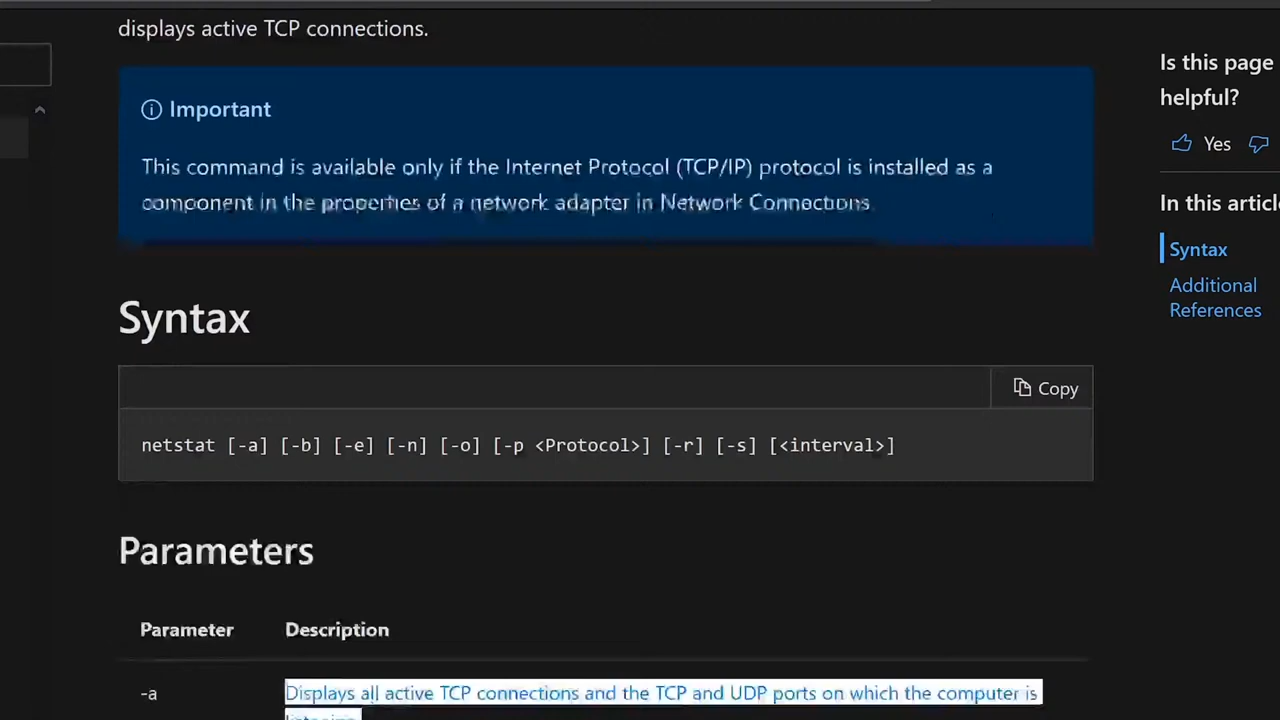 displays active TCP connections.
Important
This command is available only if the Internet Protocol (TCP/IP) protocol is installed as a
component in the properties of a network adapter in Network Connections.
Syntax
Copy
netstat [-a] [-b] [-e] [-n] [-o] [-p <Protocol>] [-r] [-s] [<interval>]
Parameters
Parameter Description
-a Displays all active TCP connections and the TCP and UDP ports on which the computer is
Is this page
helpful?
Yes
In this article
Syntax
Additional
References